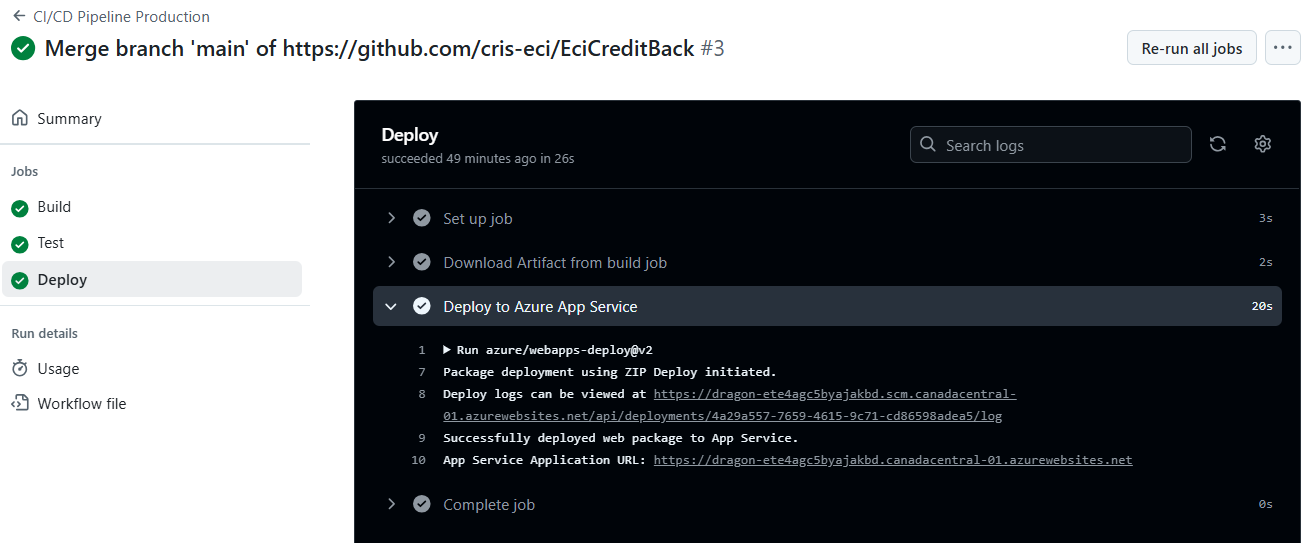 CI/CD Pipeline Production
Merge branch 'main' of https://github.com/cris-eci/EciCreditBack #3
Re-run all jobs
Summary
Jobs
Build
Test
Deploy
Run details
Usage
Workflow file
Deploy
succeeded 49 minutes ago in 26s
Search logs
Set up job 3s
Download Artifact from build job 2s
Deploy to Azure App Service 20s
1 Run azure/webapps-deploy@v2
7 Package deployment using ZIP Deploy initiated.
8 Deploy logs can be viewed at https://dragon-ete4agc5byajakbd.scm.canadacentral-
01.azurewebsites.net/api/deployments/4a29a557-7659-4615-9c71-cd86598adea5/log
9 Successfully deployed web package to App Service.
10 App Service Application URL: https://dragon-ete4agc5byajakbd.canadacentral-01.azurewebsites.net
Complete job 0s